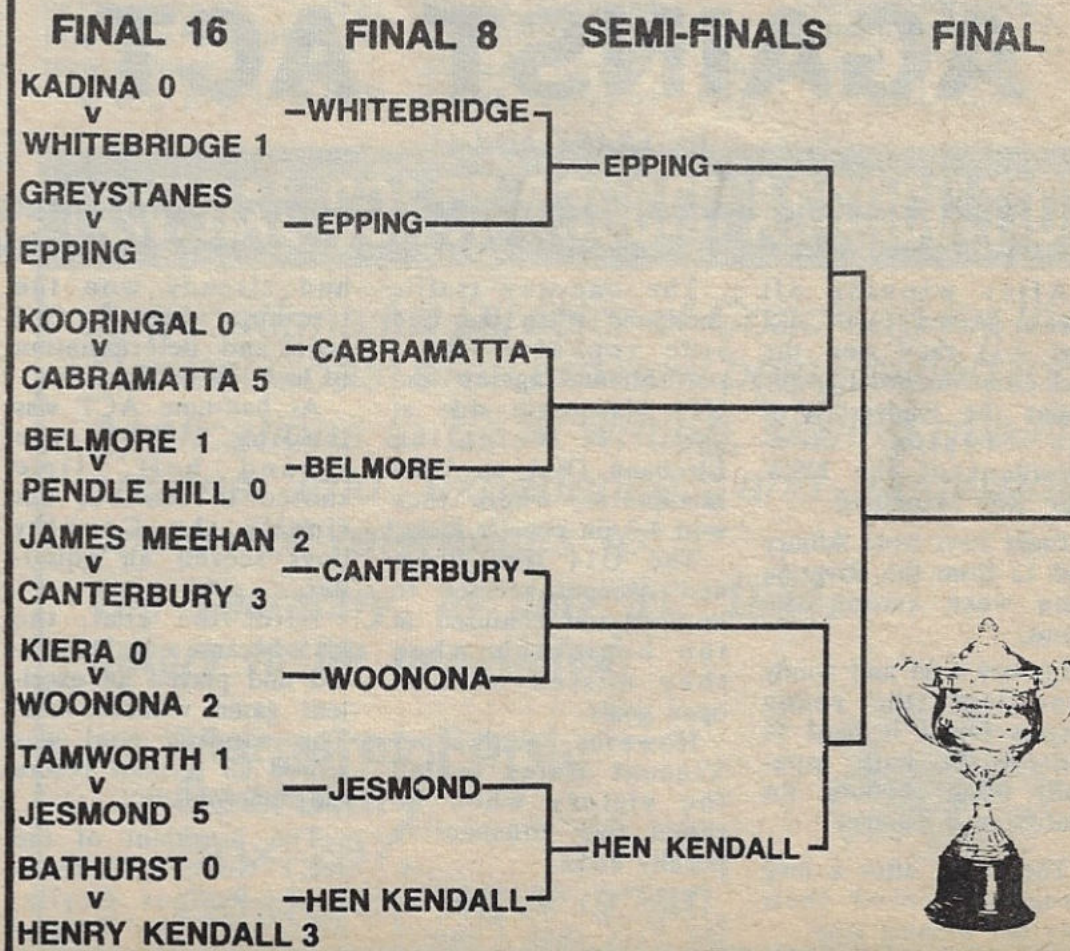 FINAL 16
FINAL 8
SEMI-FINALS
FINAL
KADINA 0
v
WHITEBRIDGE 1
GREYSTANES
v
EPPING
KOORINGAL 0
v
CABRAMATTA 5
BELMORE 1
v
PENDLE HILL 0
JAMES MEEHAN 2
v
CANTERBURY 3
KIERA 0
v
WOONONA 2
TAMWORTH 1
v
JESMOND 5
BATHURST 0
v
HENRY KENDALL 3
WHITEBRIDGE
EPPING
CABRAMATTA
BELMORE
CANTERBURY
WOONONA
JESMOND
HEN KENDALL
EPPING
HEN KENDALL